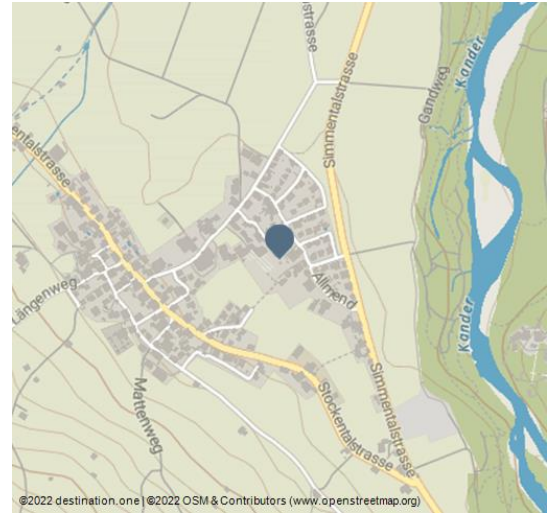 strasse
Simmentalstrasse
Gandweg
Kander
entalstrasse
Allmend
Längenweg
Kander
Mattenweg
Simmentalstrasse
Stockentalstrasse
©2022 destination.one | ©2022 OSM & Contributors (www.openstreetmap.org)